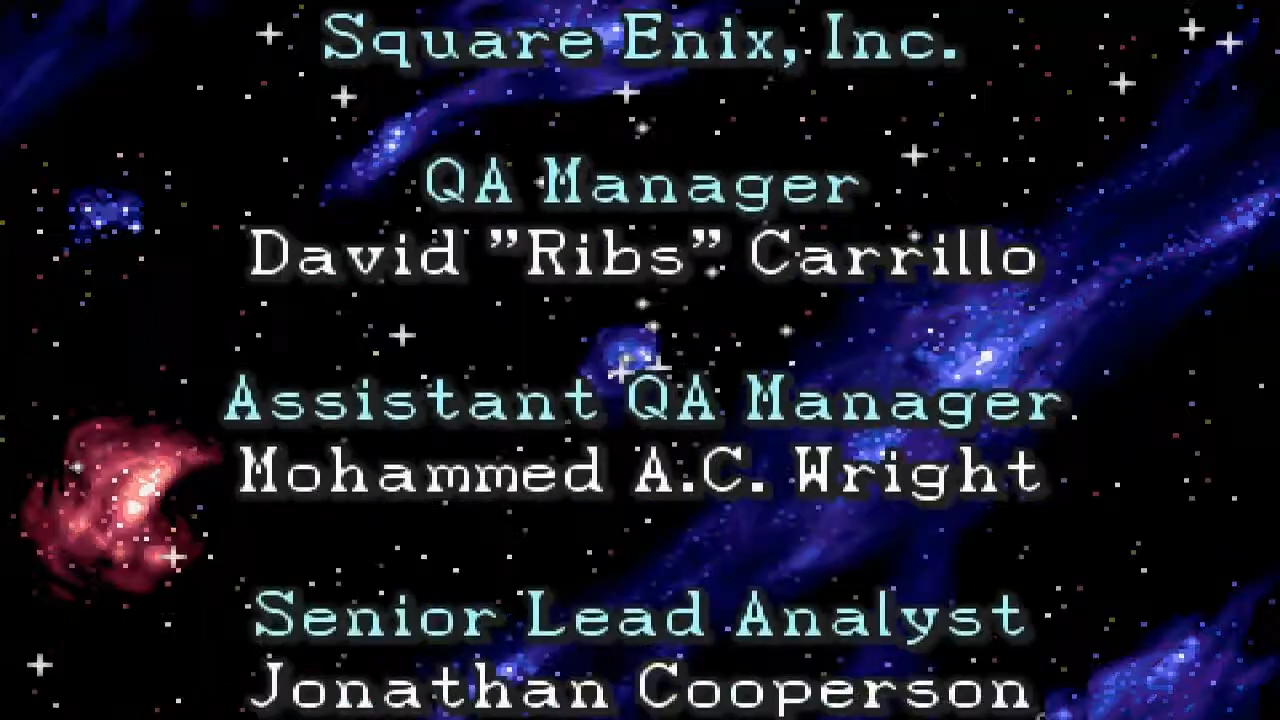 Square Enix, Inc.
QA Manager
David "Ribs" Carrillo
Assistant QA Manager
Mohammed A.C. Wright
Senior Lead Analyst
Jonathan Cooperson